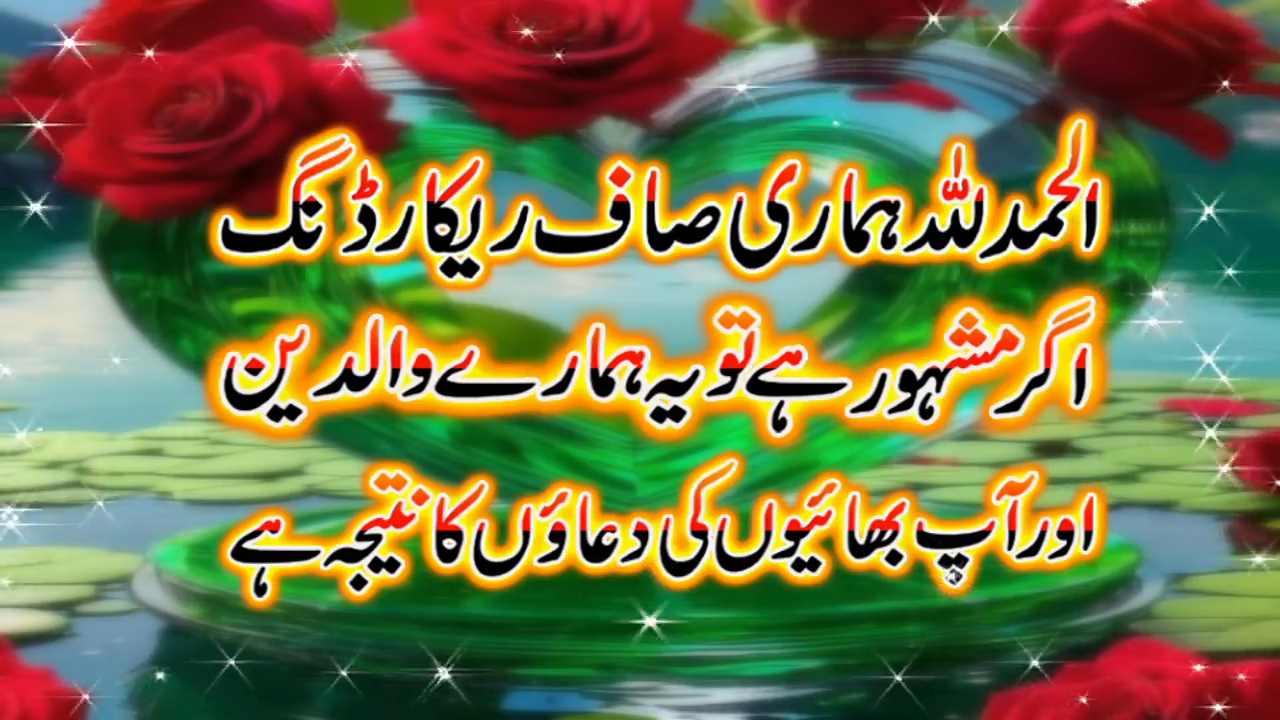 الحمدللہ ہماری صاف ریکارڈنگ
اگر مشہور ہے تو یہ ہمارے والدین
اور آپ بھائیوں کی دعاؤں کا نتیجہ ہے